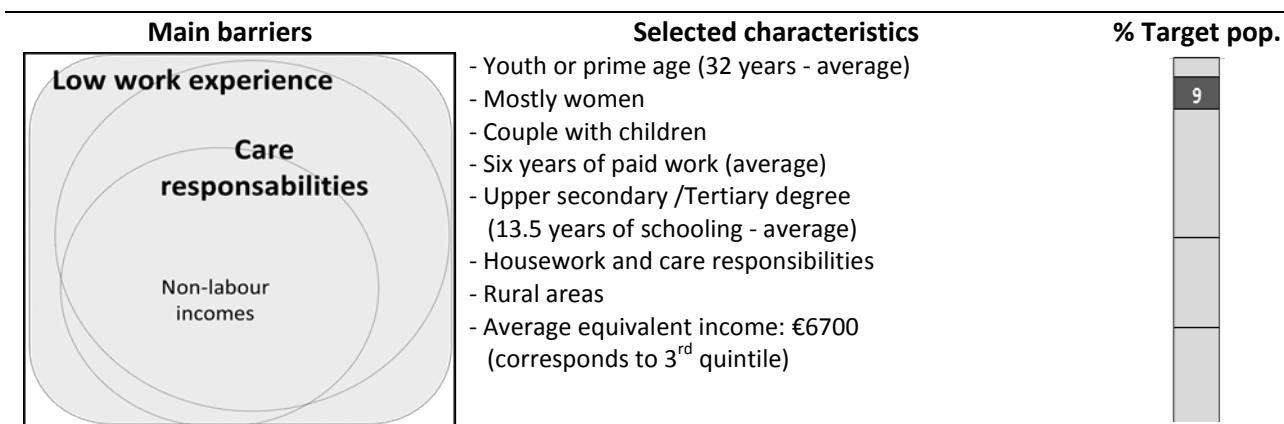 Main barriers
Selected characteristics
% Target pop.
Low work experience
Care
responsabilities
Non-labour
incomes
- Youth or prime age (32 years - average)
- Mostly women
- Couple with children
- Six years of paid work (average)
- Upper secondary /Tertiary degree
(13.5 years of schooling - average)
- Housework and care responsibilities
- Rural areas
- Average equivalent income: €6700
(corresponds to 3rd quintile)
9